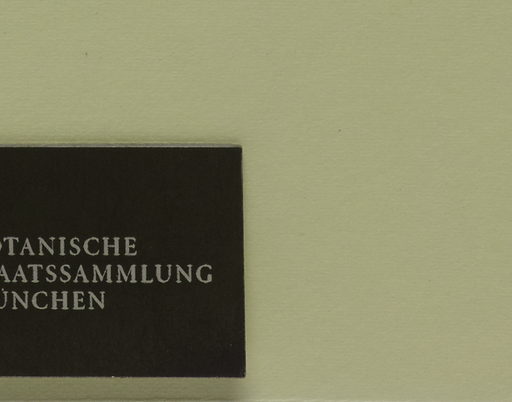 OTANISCHE
AATSSAMMLUNG
ÜNCHEN